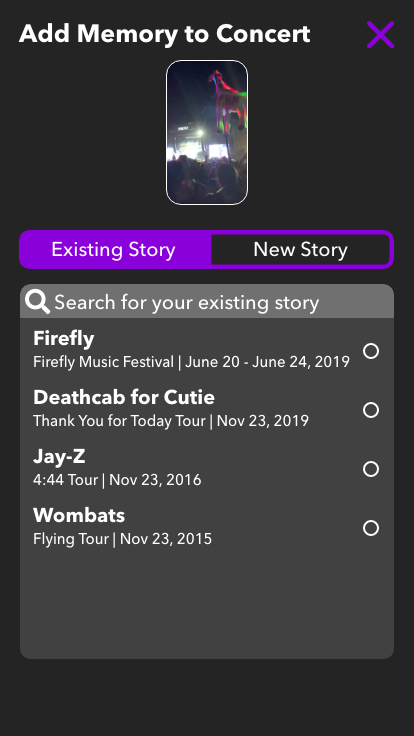 Add Memory to Concert
Existing Story
New Story
Search for your existing story
Firefly
Firefly Music Festival | June 20 - June 24, 2019
Deathcab for Cutie
Thank You for Today Tour | Nov 23, 2019
Jay-Z
4:44 Tour | Nov 23, 2016
Wombats
Flying Tour | Nov 23, 2015